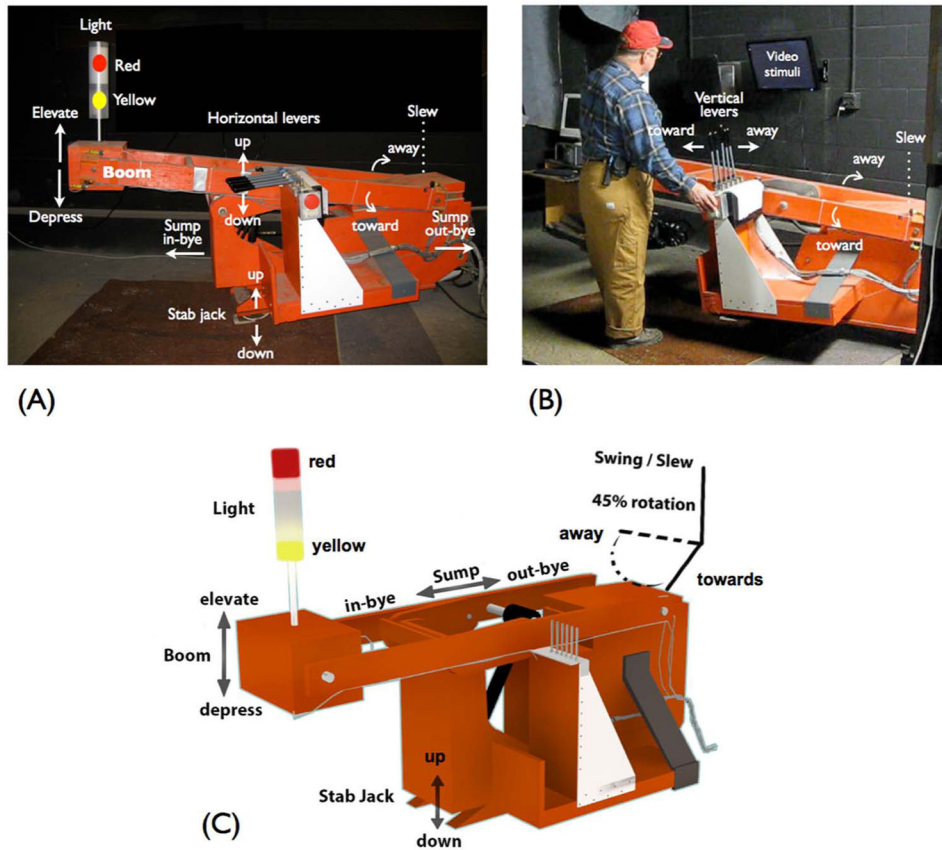 Light
Red
Yellow
Elevate
Horizontal levers
up
away
Slew
Boom
Depress
down
toward
Sump
in-bye
Sump
out-bye
up
Stab jack
down
(A)
Video
stimuli
Vertical
levers
toward
away
Slew
away
toward
(B)
red
Light
yellow
Swing / Slew
45% rotation
away
towards
Sump
out-bye
in-bye
elevate
Boom
depress
up
Stab Jack
down
(C)